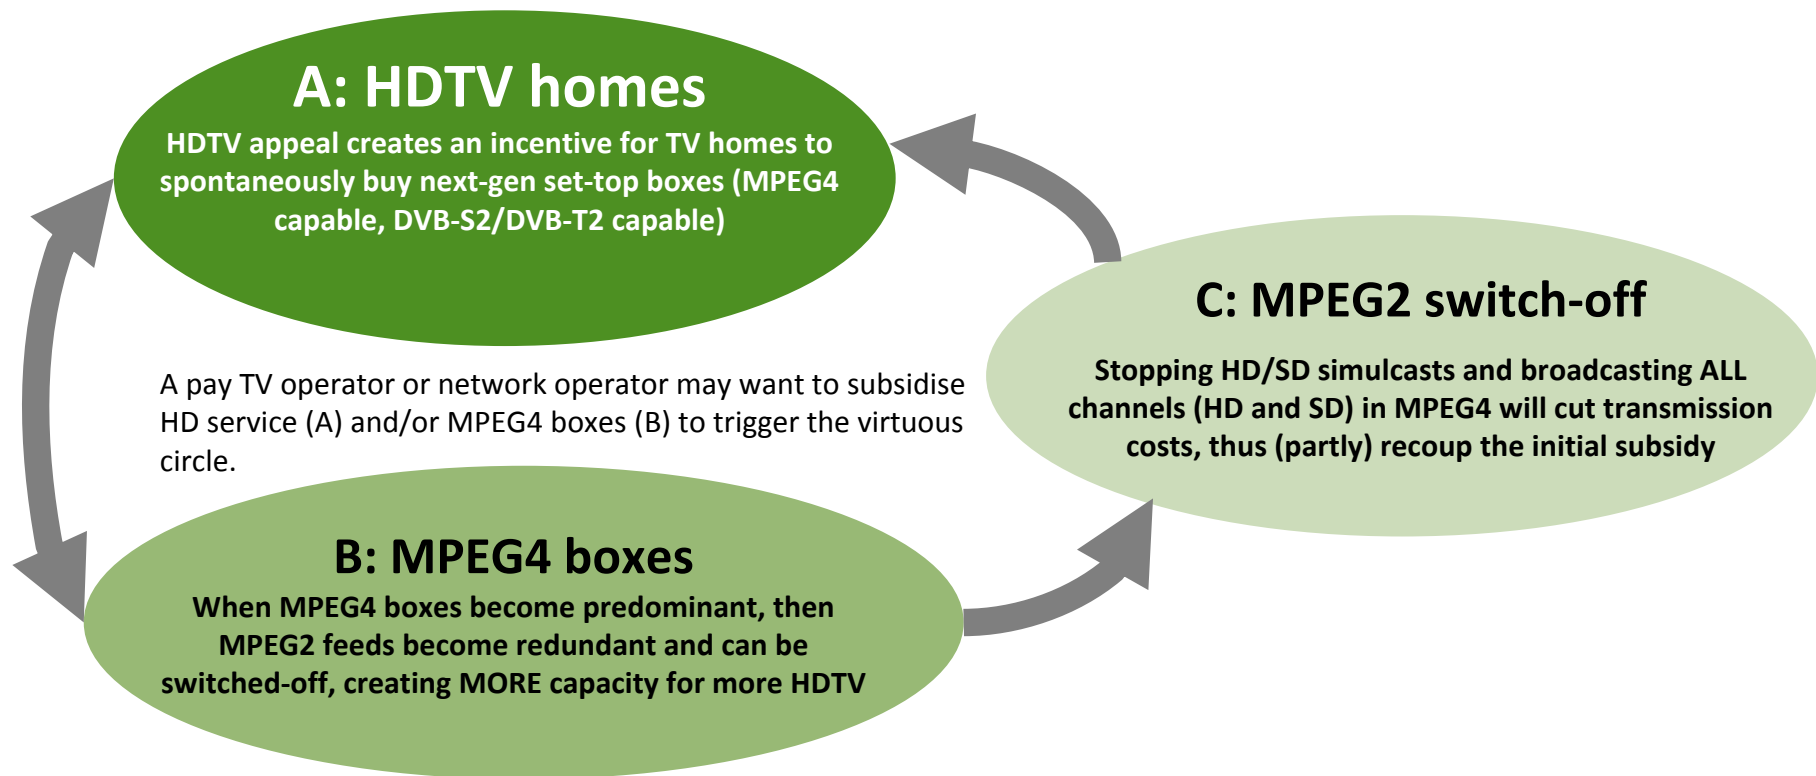 A: HDTV homes
HDTV appeal creates an incentive for TV homes to
spontaneously buy next-gen set-top boxes (MPEG4
capable, DVB-S2/DVB-T2 capable)
C: MPEG2 switch-off
Stopping HD/SD simulcasts and broadcasting ALL
channels (HD and SD) in MPEG4 will cut transmission
costs, thus (partly) recoup the initial subsidy
A pay TV operator or network operator may want to subsidise
HD service (A) and/or MPEG4 boxes (B) to trigger the virtuous
circle.
B: MPEG4 boxes
When MPEG4 boxes become predominant, then
MPEG2 feeds become redundant and can be
switched-off, creating MORE capacity for more HDTV